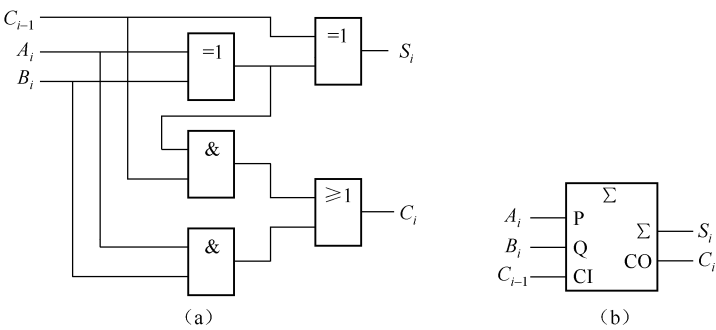 C_{i-1}
A_i
B_i
=1
=1
S_i
&
&
≥1
C_i
（a）
A_i
B_i
C_{i-1}
Σ
P
Q
CI
Σ
CO
S_i
C_i
（b）